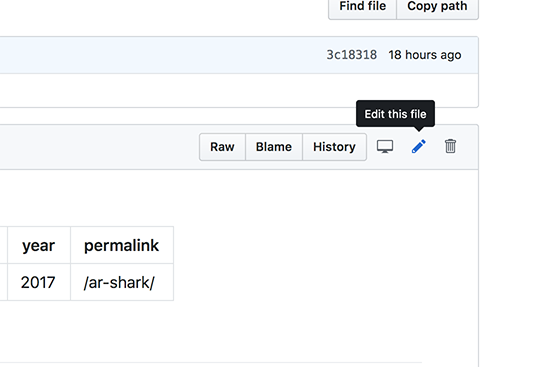 Find file Copy path
3c18318 18 hours ago
Edit this file
Raw Blame History
year permalink
2017 /ar-shark/